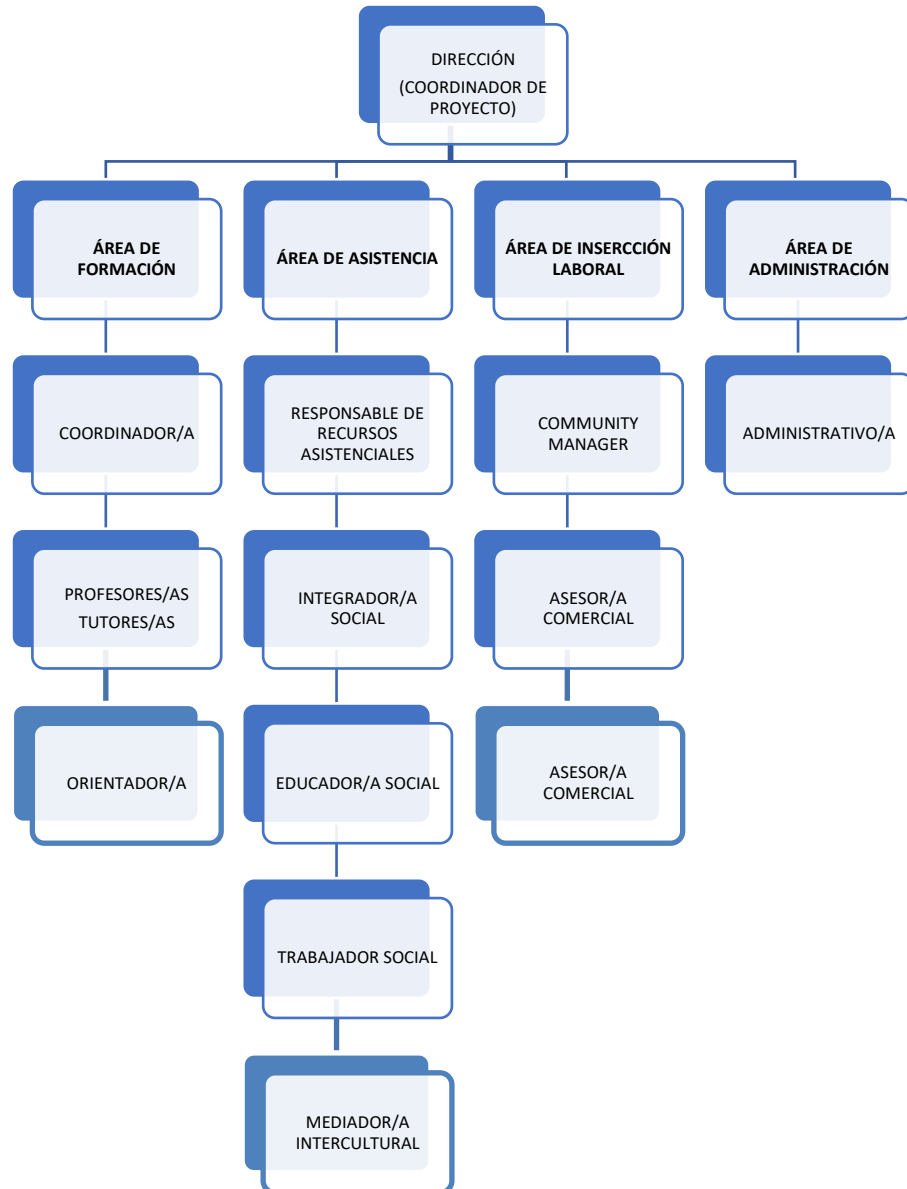 DIRECCIÓN
(COORDINADOR DE
PROYECTO)
ÁREA DE
FORMACIÓN
ÁREA DE ASISTENCIA
ÁREA DE INSERCCIÓN
LABORAL
ÁREA DE
ADMINISTRACIÓN
COORDINADOR/A
RESPONSABLE DE
RECURSOS
ASISTENCIALES
COMMUNITY
MANAGER
ADMINISTRATIVO/A
PROFESORES/AS
TUTORES/AS
INTEGRADOR/A
SOCIAL
ASESOR/A
COMERCIAL
ORIENTADOR/A
EDUCADOR/A SOCIAL
ASESOR/A
COMERCIAL
TRABAJADOR SOCIAL
MEDIADOR/A
INTERCULTURAL